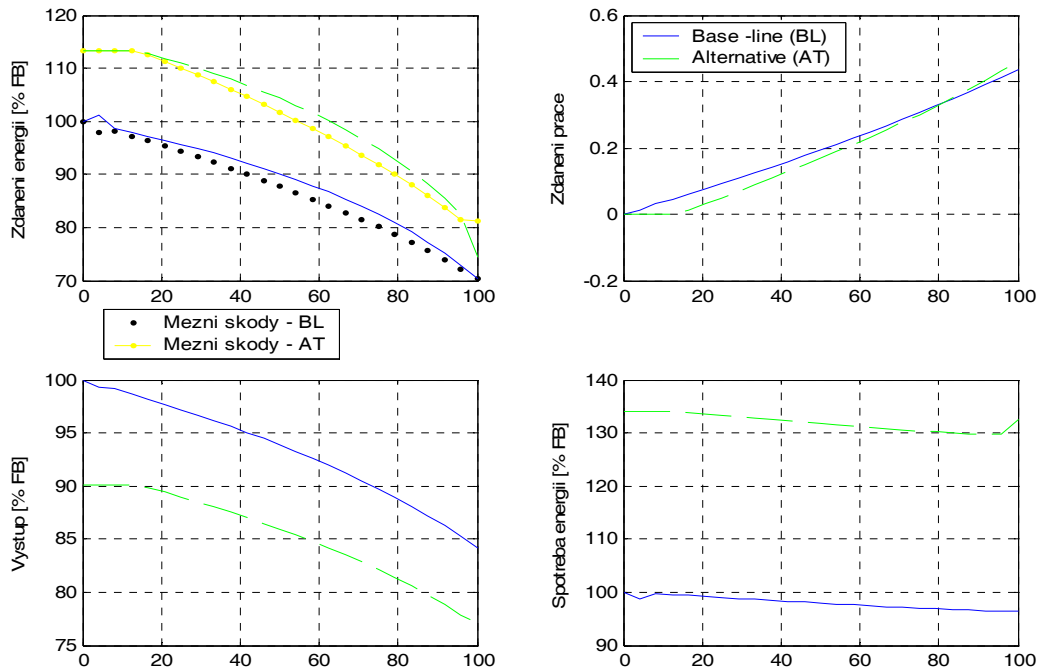 Zdaneni energii [% FB]
120
110
100
90
80
70
0 20 40 60 80 100
Mezni skody - BL
Mezni skody - AT
Zdaneni prace
0.6
0.4
0.2
0
-0.2
0 20 40 60 80 100
Base -line (BL)
Alternative (AT)
Vystup [% FB]
100
95
90
85
80
75
0 20 40 60 80 100
Spotreba energii [% FB]
140
130
120
110
100
90
0 20 40 60 80 100